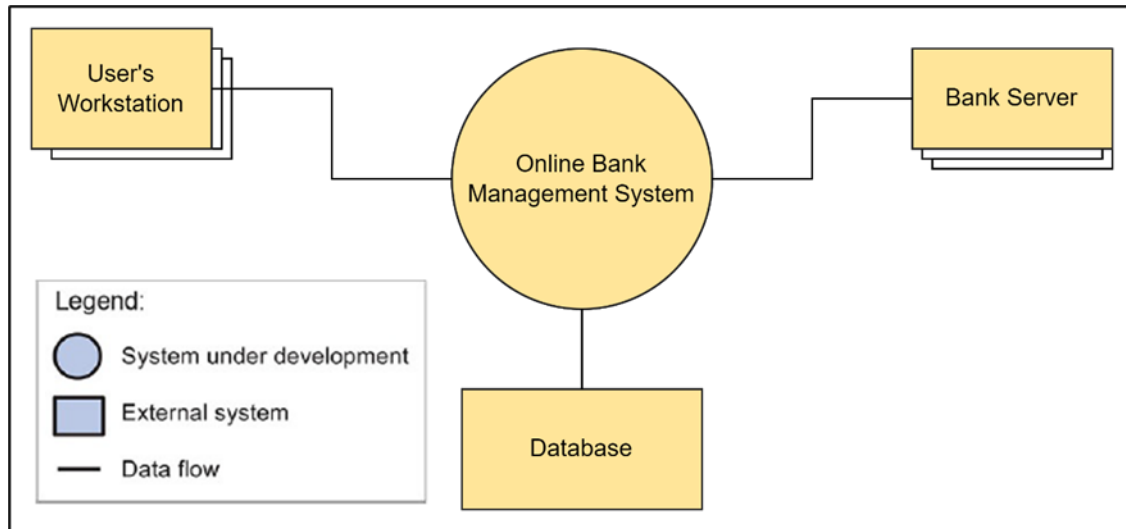 User's
Workstation
Online Bank
Management System
Bank Server
Legend:
System under development
External system
Data flow
Database